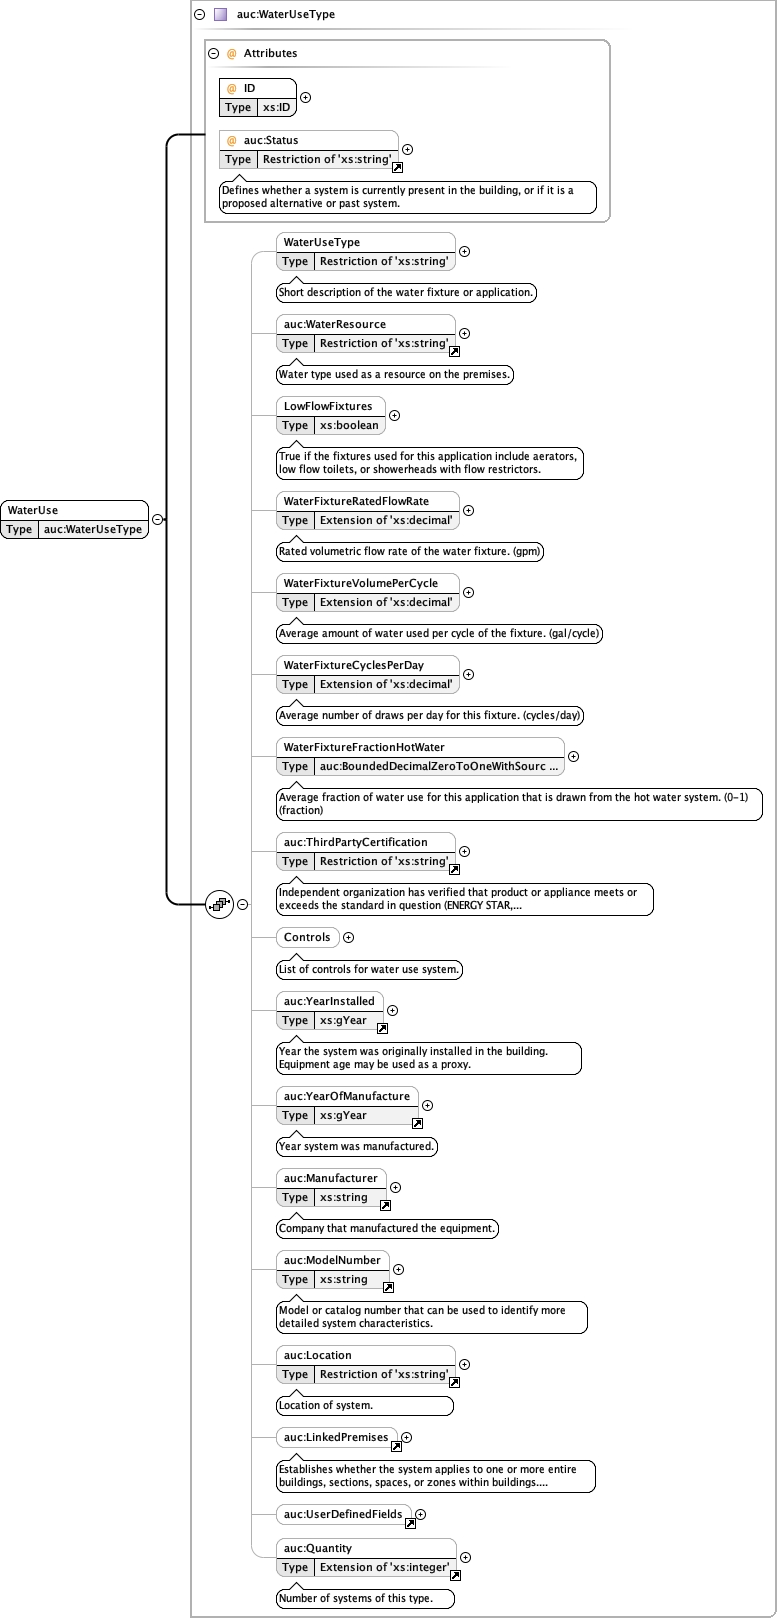 auc:WaterUseType
@ Attributes
@ ID
Type xs:ID
@ auc:Status
Type Restriction of 'xs:string'
Defines whether a system is currently present in the building, or if it is a
proposed alternative or past system.
WaterUseType
Type Restriction of 'xs:string'
Short description of the water fixture or application.
auc:WaterResource
Type Restriction of 'xs:string'
Water type used as a resource on the premises.
LowFlowFixtures
Type xs:boolean
True if the fixtures used for this application include aerators,
low flow toilets, or showerheads with flow restrictors.
WaterUse
Type auc:WaterUseType
WaterFixtureRatedFlowRate
Type Extension of 'xs:decimal'
Rated volumetric flow rate of the water fixture. (gpm)
WaterFixtureVolumePerCycle
Type Extension of 'xs:decimal'
Average amount of water used per cycle of the fixture. (gal/cycle)
WaterFixtureCyclesPerDay
Type Extension of 'xs:decimal'
Average number of draws per day for this fixture. (cycles/day)
WaterFixtureFractionHotWater
Type auc:BoundedDecimalZeroToOneWithSourc ...
Average fraction of water use for this application that is drawn from the hot water system. (0-1)
(fraction)
auc:ThirdPartyCertification
Type Restriction of 'xs:string'
Independent organization has verified that product or appliance meets or
exceeds the standard in question (ENERGY STAR,...
Controls
List of controls for water use system.
auc:YearInstalled
Type xs:gYear
Year the system was originally installed in the building.
Equipment age may be used as a proxy.
auc:YearOfManufacture
Type xs:gYear
Year system was manufactured.
auc:Manufacturer
Type xs:string
Company that manufactured the equipment.
auc:ModelNumber
Type xs:string
Model or catalog number that can be used to identify more
detailed system characteristics.
auc:Location
Type Restriction of 'xs:string'
Location of system.
auc:LinkedPremises
Establishes whether the system applies to one or more entire
buildings, sections, spaces, or zones within buildings....
auc:UserDefinedFields
auc:Quantity
Type Extension of 'xs:integer'
Number of systems of this type.